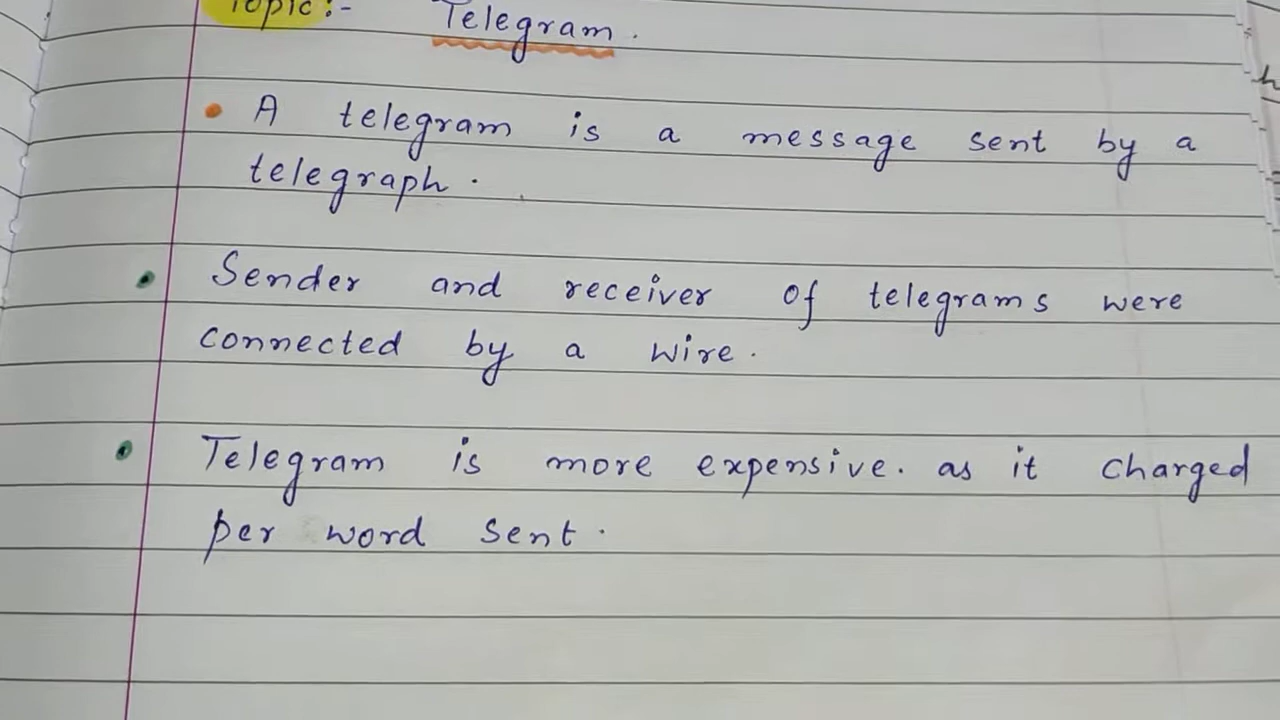 Topic:- Telegram.
• A telegram is a message sent by a
telegraph.
• Sender and receiver of telegrams were
connected by a wire.
• Telegram is more expensive. as it charged
per word sent.